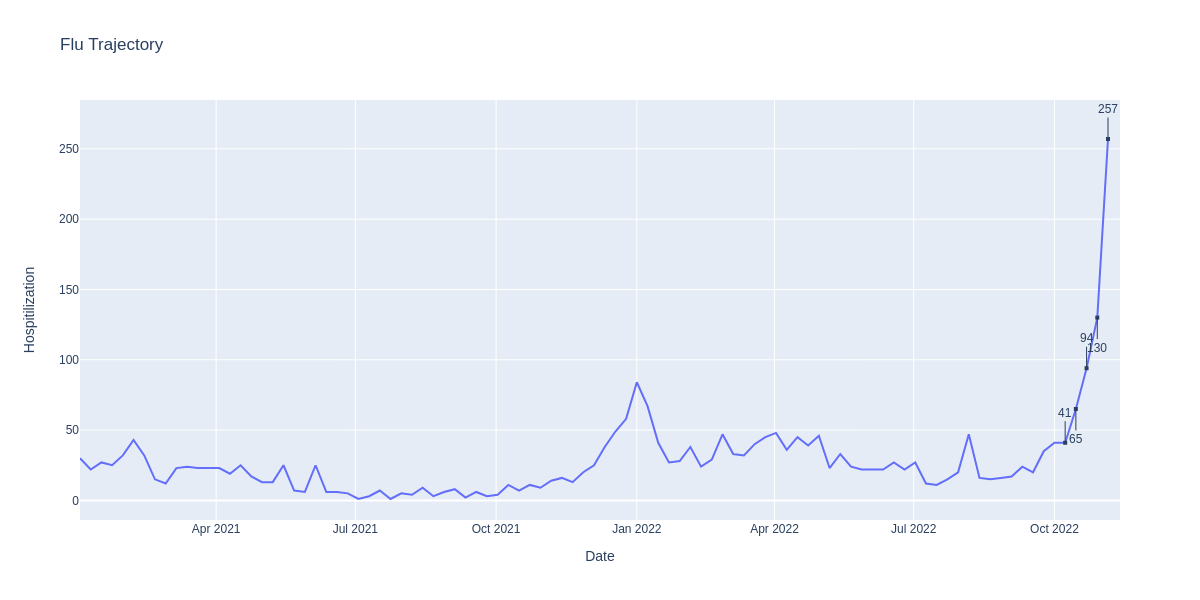 Flu Trajectory
257
250
200
150
94
130
100
41
65
50
0
Hospitilization
Apr 2021
Jul 2021
Oct 2021
Jan 2022
Apr 2022
Jul 2022
Oct 2022
Date